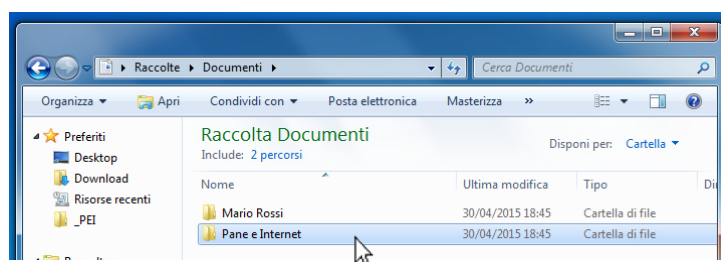 Raccolte Documenti Cerca Documenti
Organizza Apri Condividi con Posta elettronica Masterizza »
Preferiti
Desktop
Download
Risorse recenti
_PEI
Raccolta Documenti
Include: 2 percorsi
Disponi per: Cartella
Nome Ultima modifica Tipo
Mario Rossi 30/04/2015 18:45 Cartella di file
Pane e Internet 30/04/2015 18:45 Cartella di file